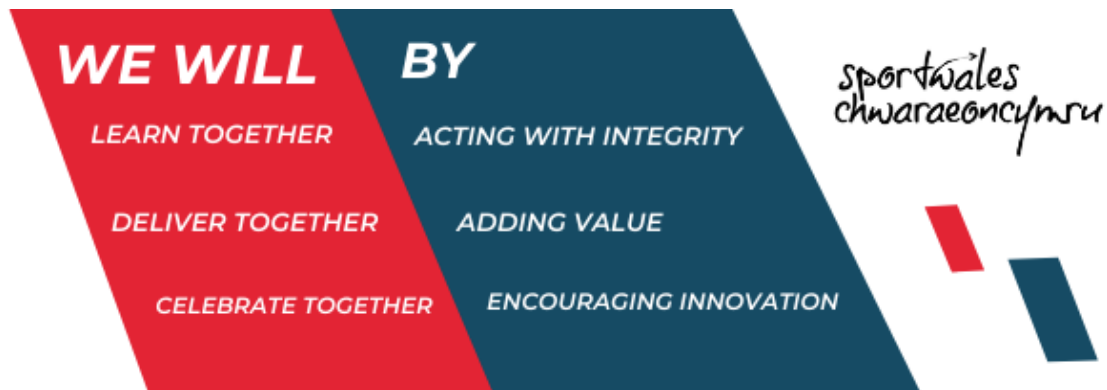 WE WILL
LEARN TOGETHER
DELIVER TOGETHER
CELEBRATE TOGETHER
BY
ACTING WITH INTEGRITY
ADDING VALUE
ENCOURAGING INNOVATION
sportwales
chwaraeoncymru